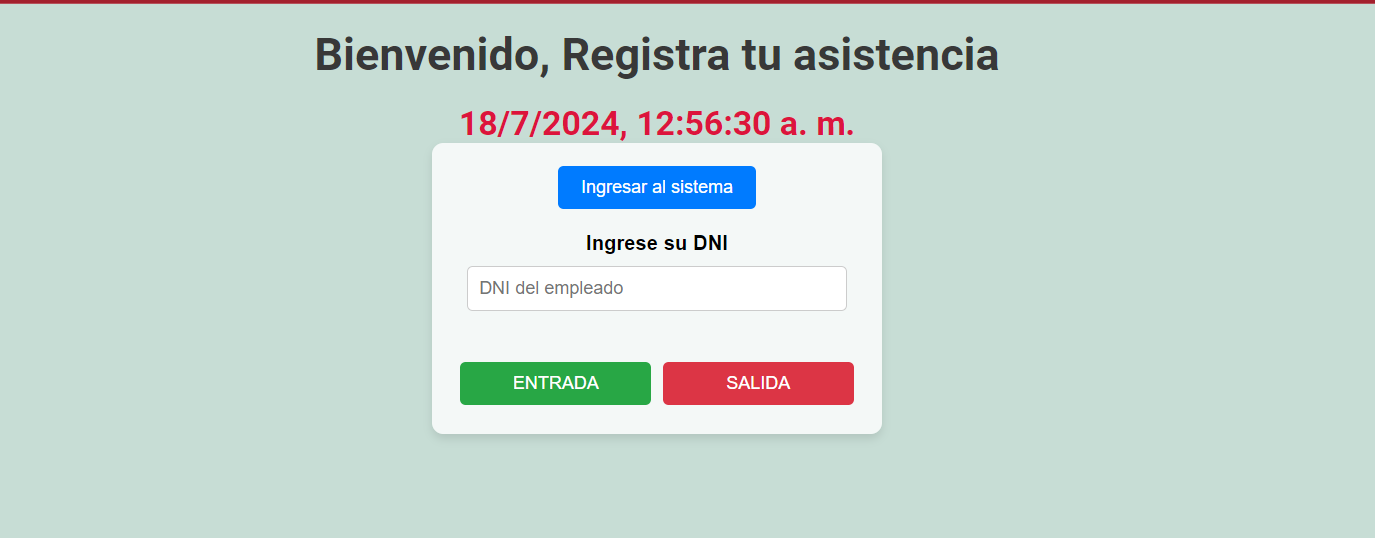 Bienvenido, Registra tu asistencia
18/7/2024, 12:56:30 a. m.
Ingresar al sistema
Ingrese su DNI
DNI del empleado
ENTRADA SALIDA